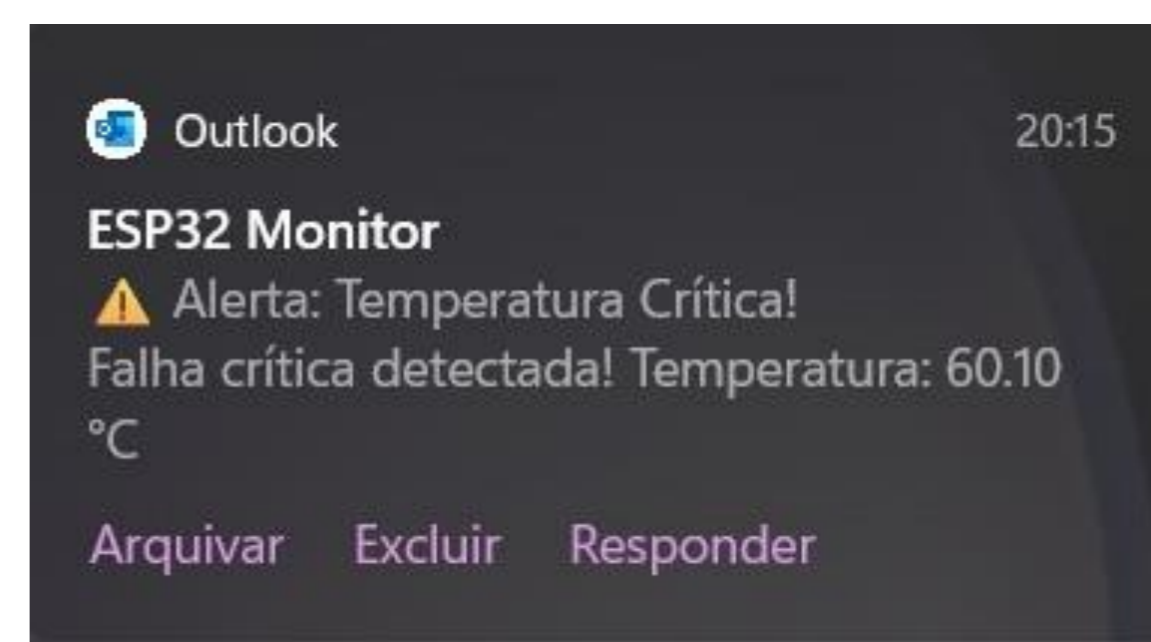 Outlook 20:15
ESP32 Monitor
⚠️ Alerta: Temperatura Crítica!
Falha crítica detectada! Temperatura: 60.10
°C
Arquivar Excluir Responder